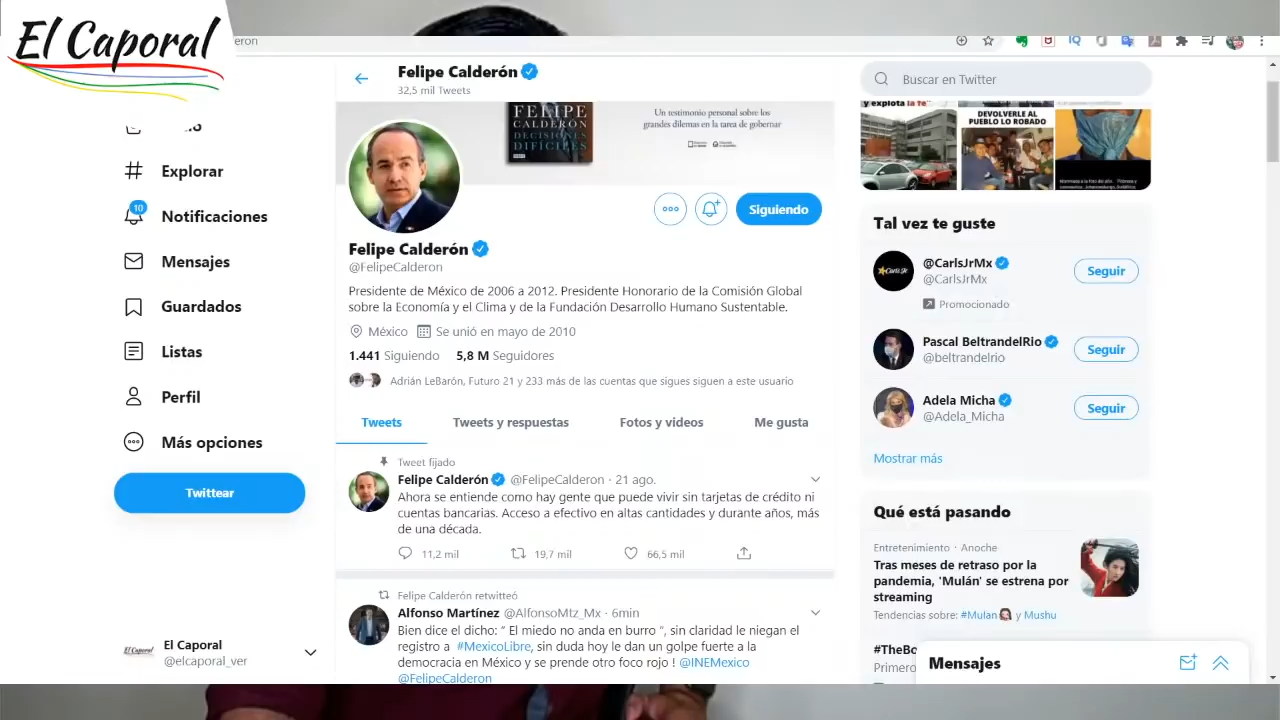 El Caporal
eron
Felipe Calderón
32,5 mil Tweets
Explorar
Notificaciones
10
Mensajes
Guardados
Listas
Perfil
Más opciones
Twittear
El Caporal
El Caporal
@elcaporal_ver
FELIPE
CALDERÓN
DECISIONES
DIFÍCILES
Un testimonio personal sobre los
grandes dilemas en la tarea de gobernar
Siguiendo
Felipe Calderón
@FelipeCalderon
Presidente de México de 2006 a 2012. Presidente Honorario de la Comisión Global
sobre la Economía y el Clima y de la Fundación Desarrollo Humano Sustentable.
México Se unió en mayo de 2010
1.441 Siguiendo 5,8 M Seguidores
Adrián LeBarón, Futuro 21 y 233 más de las cuentas que sigues siguen a este usuario
Tweets Tweets y respuestas Fotos y videos Me gusta
Tweet fijado
Felipe Calderón @FelipeCalderon · 21 ago.
Ahora se entiende como hay gente que puede vivir sin tarjetas de crédito ni
cuentas bancarias. Acceso a efectivo en altas cantidades y durante años, más
de una década.
11,2 mil 19,7 mil 66,5 mil
Felipe Calderón retwitteó
Alfonso Martínez @AlfonsoMtz_Mx · 6min
Bien dice el dicho: “ El miedo no anda en burro “, sin claridad le niegan el
registro a #MexicoLibre, sin duda hoy le dan un golpe fuerte a la
democracia en México y se prende otro foco rojo ! @INEMexico
@FelipeCalderon
Buscar en Twitter
y explota la fe"
DEVOLVERLE AL
PUEBLO LO ROBADO
Tal vez te guste
Carl's Jr
@CarlsJrMx
@CarlsJrMx
Seguir
Promocionado
Pascal BeltrandelRio
@beltrandelrio
Seguir
Adela Micha
@Adela_Micha
Seguir
Mostrar más
Qué está pasando
Entretenimiento · Anoche
Tras meses de retraso por la
pandemia, 'Mulán' se estrena por
streaming
Tendencias sobre: #Mulan y Mushu
#TheBo
Primero
Mensajes